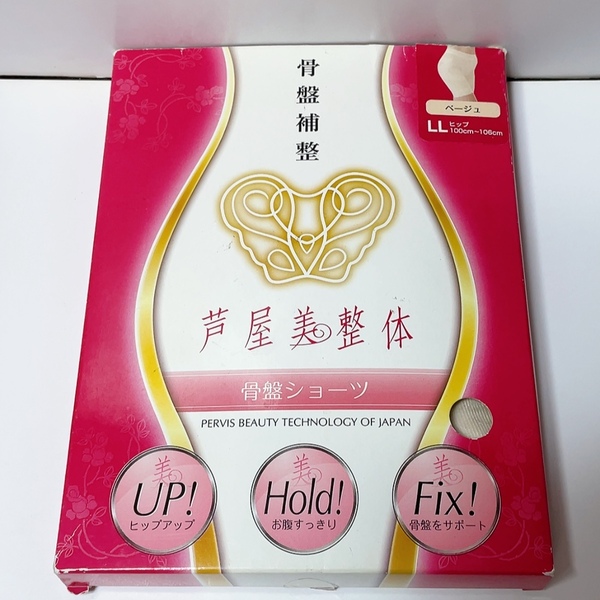 骨盤補整
ベージュ
LL ヒップ
100cm~106cm
芦屋美整体
骨盤ショーツ
PERVIS BEAUTY TECHNOLOGY OF JAPAN
美
UP!
ヒップアップ
美
Hold!
お腹すっきり
美
Fix!
骨盤をサポート